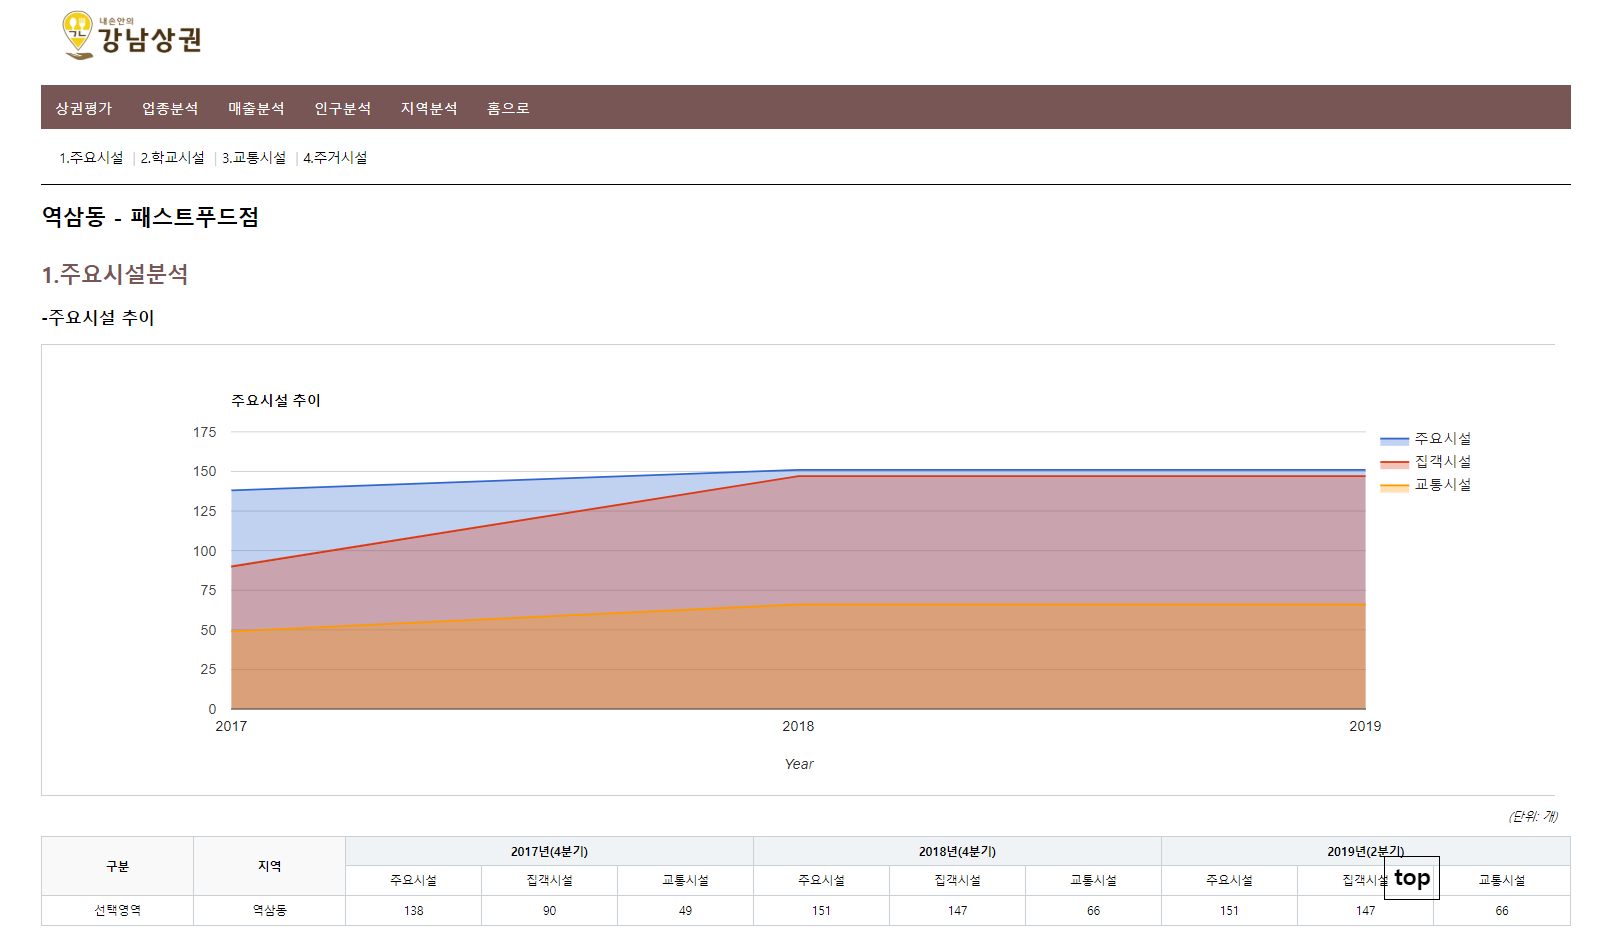 내손안의
강남상권
상권평가 업종분석 매출분석 인구분석 지역분석 홈으로
1.주요시설 | 2.학교시설 | 3.교통시설 | 4.주거시설
역삼동 - 패스트푸드점
1.주요시설분석
-주요시설 추이
주요시설 추이
175
150
125
100
75
50
25
0
주요시설
집객시설
교통시설
2017 2018 2019
Year
(단위: 개)
구분 지역 2017년(4분기) 2018년(4분기) 2019년(2분기)
주요시설 집객시설 교통시설 주요시설 집객시설 교통시설 주요시설 집객시설 교통시설
top
선택영역 역삼동 138 90 49 151 147 66 151 147 66